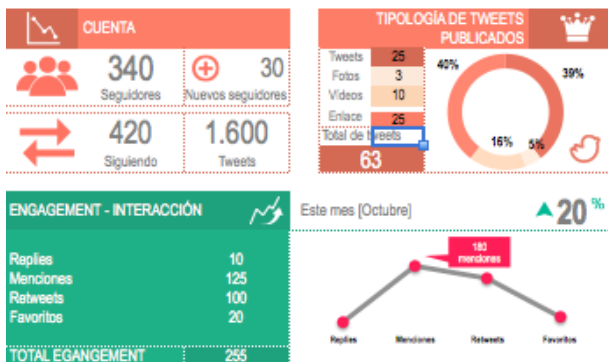 CUENTA
340
Seguidores
30
Nuevos seguidores
420
Siguiendo
1.600
Tweets
TIPOLOGÍA DE TWEETS
PUBLICADOS
Tweets 25
Fotos 3
Vídeos 10
Enlace 25
Total de tweets
63
40%
39%
16%
5%
ENGAGEMENT - INTERACCIÓN
Replies 10
Menciones 125
Retweets 100
Favoritos 20
TOTAL EGANGEMENT 255
Este mes [Octubre]
20 %
180
menciones
Replies Menciones Retweets Favoritos